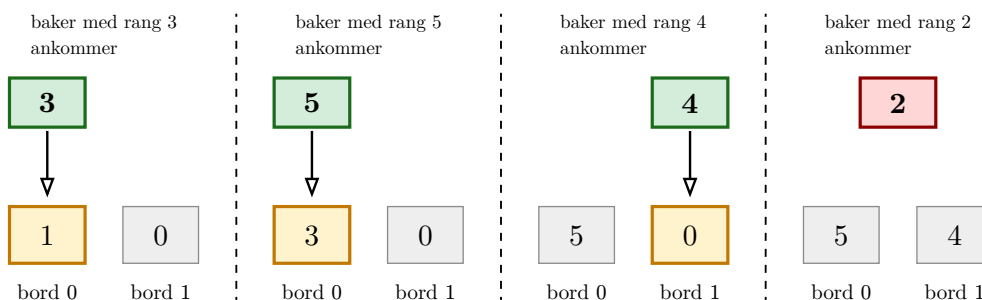 baker med rang 3
ankommer
3
1 0
bord 0 bord 1
baker med rang 5
ankommer
5
3 0
bord 0 bord 1
baker med rang 4
ankommer
4
5 0
bord 0 bord 1
baker med rang 2
ankommer
2
5 4
bord 0 bord 1